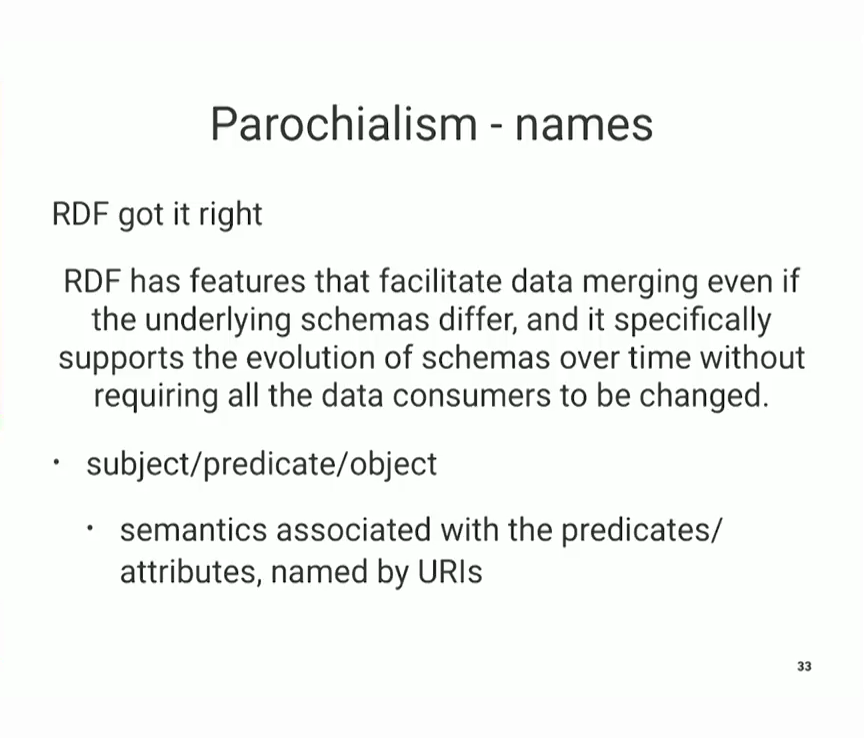 Parochialism - names
RDF got it right
RDF has features that facilitate data merging even if
the underlying schemas differ, and it specifically
supports the evolution of schemas over time without
requiring all the data consumers to be changed.
• subject/predicate/object
• semantics associated with the predicates/
attributes, named by URIs
33